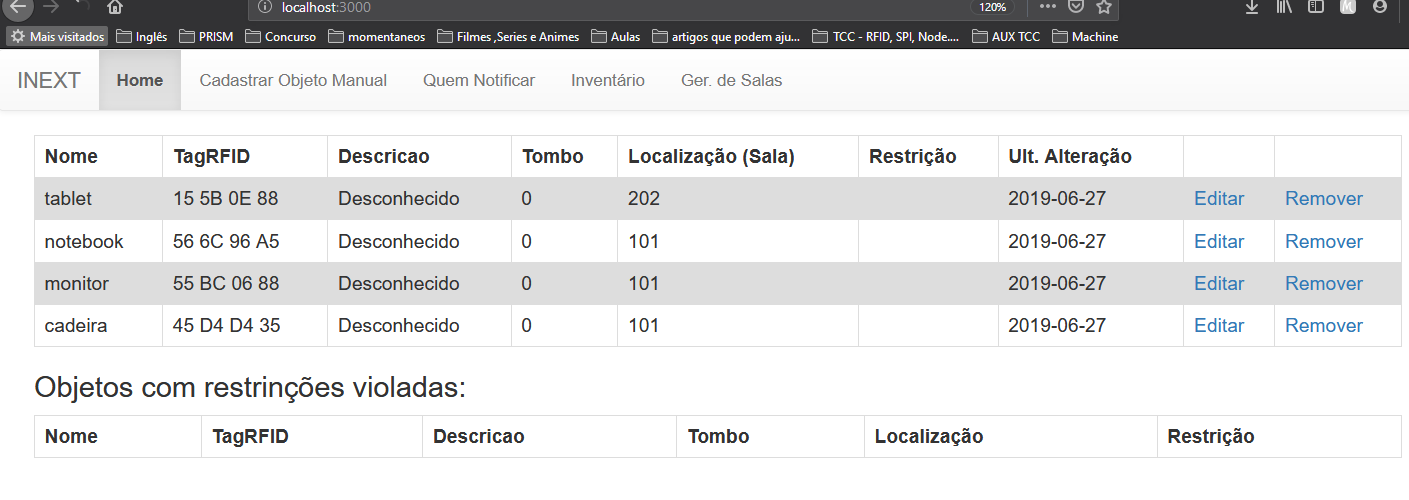 localhost:3000 120%
Mais visitados Inglês PRISM Concurso momentaneos Filmes ,Series e Animes Aulas artigos que podem aju... TCC - RFID, SPI, Node.... AUX TCC Machine
INEXT Home Cadastrar Objeto Manual Quem Notificar Inventário Ger. de Salas
Nome TagRFID Descricao Tombo Localização (Sala) Restrição Ult. Alteração
tablet 15 5B 0E 88 Desconhecido 0 202 2019-06-27 Editar Remover
notebook 56 6C 96 A5 Desconhecido 0 101 2019-06-27 Editar Remover
monitor 55 BC 06 88 Desconhecido 0 101 2019-06-27 Editar Remover
cadeira 45 D4 D4 35 Desconhecido 0 101 2019-06-27 Editar Remover
Objetos com restrinções violadas:
Nome TagRFID Descricao Tombo Localização Restrição